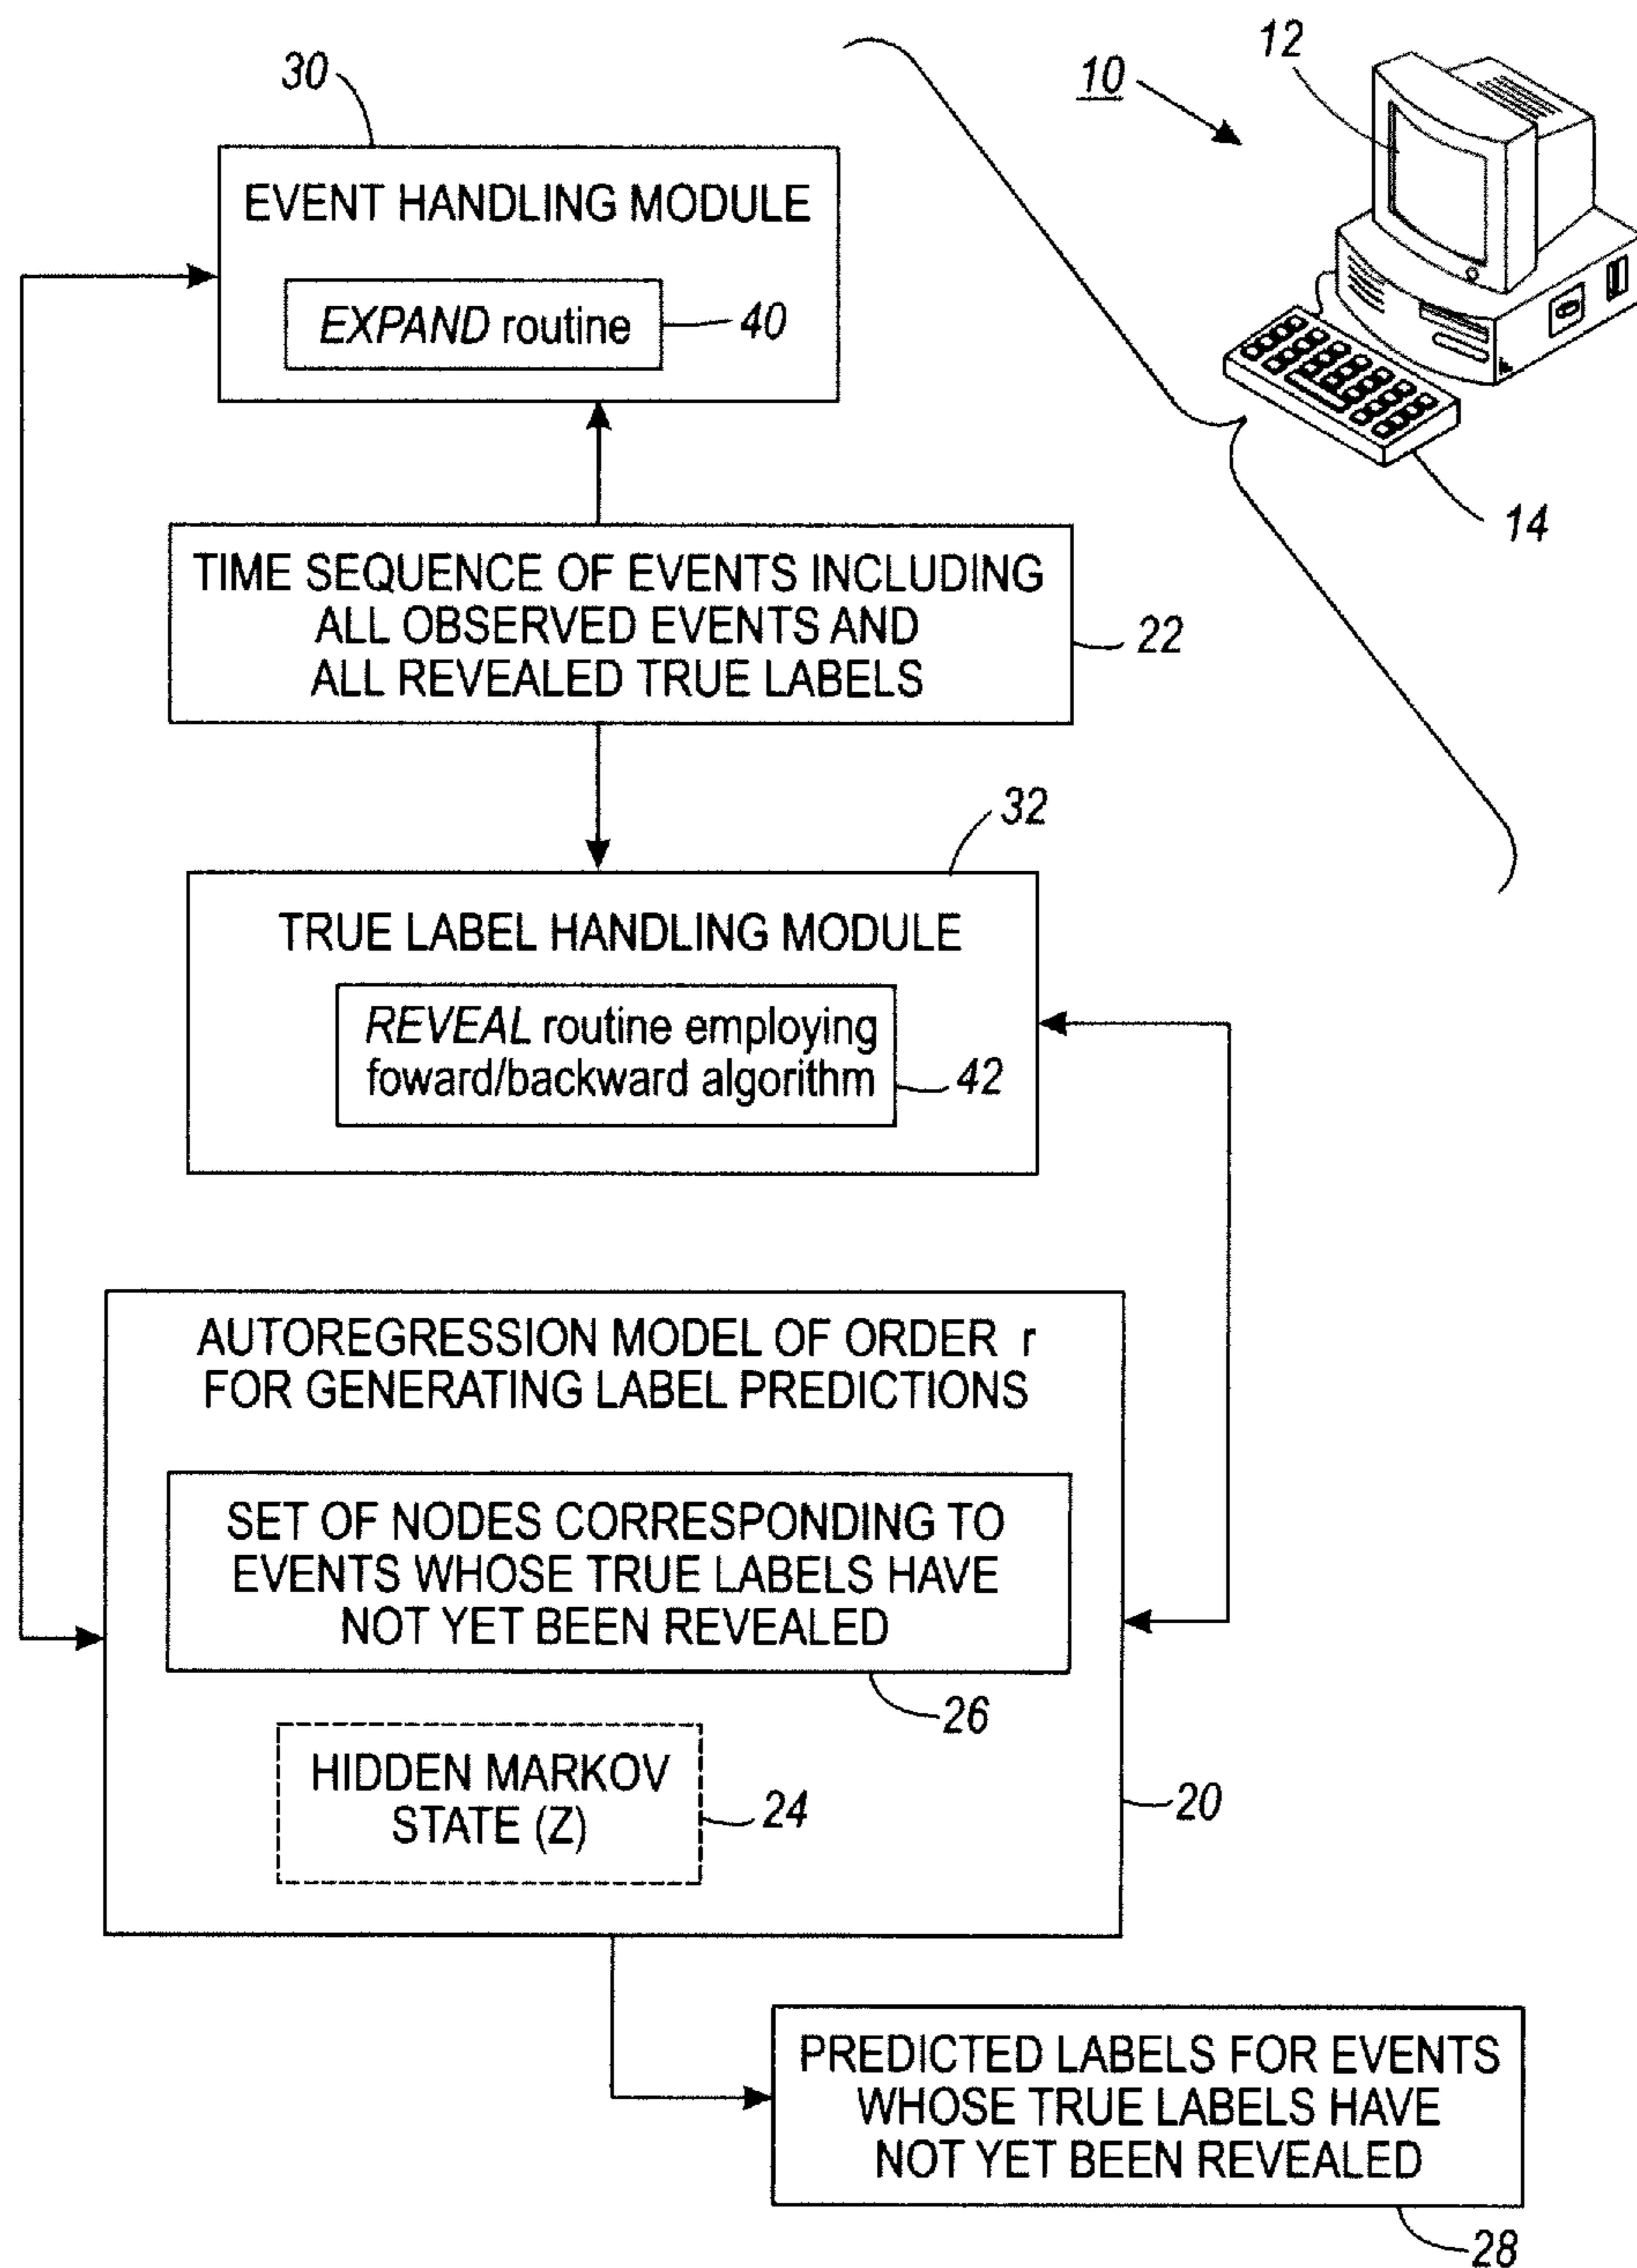 30
10
12
EVENT HANDLING MODULE
EXPAND routine
40
14
TIME SEQUENCE OF EVENTS INCLUDING
ALL OBSERVED EVENTS AND
ALL REVEALED TRUE LABELS
22
32
TRUE LABEL HANDLING MODULE
REVEAL routine employing
foward/backward algorithm
42
AUTOREGRESSION MODEL OF ORDER r
FOR GENERATING LABEL PREDICTIONS
SET OF NODES CORRESPONDING TO
EVENTS WHOSE TRUE LABELS HAVE
NOT YET BEEN REVEALED
26
HIDDEN MARKOV
STATE (Z)
24
20
PREDICTED LABELS FOR EVENTS
WHOSE TRUE LABELS HAVE
NOT YET BEEN REVEALED
28